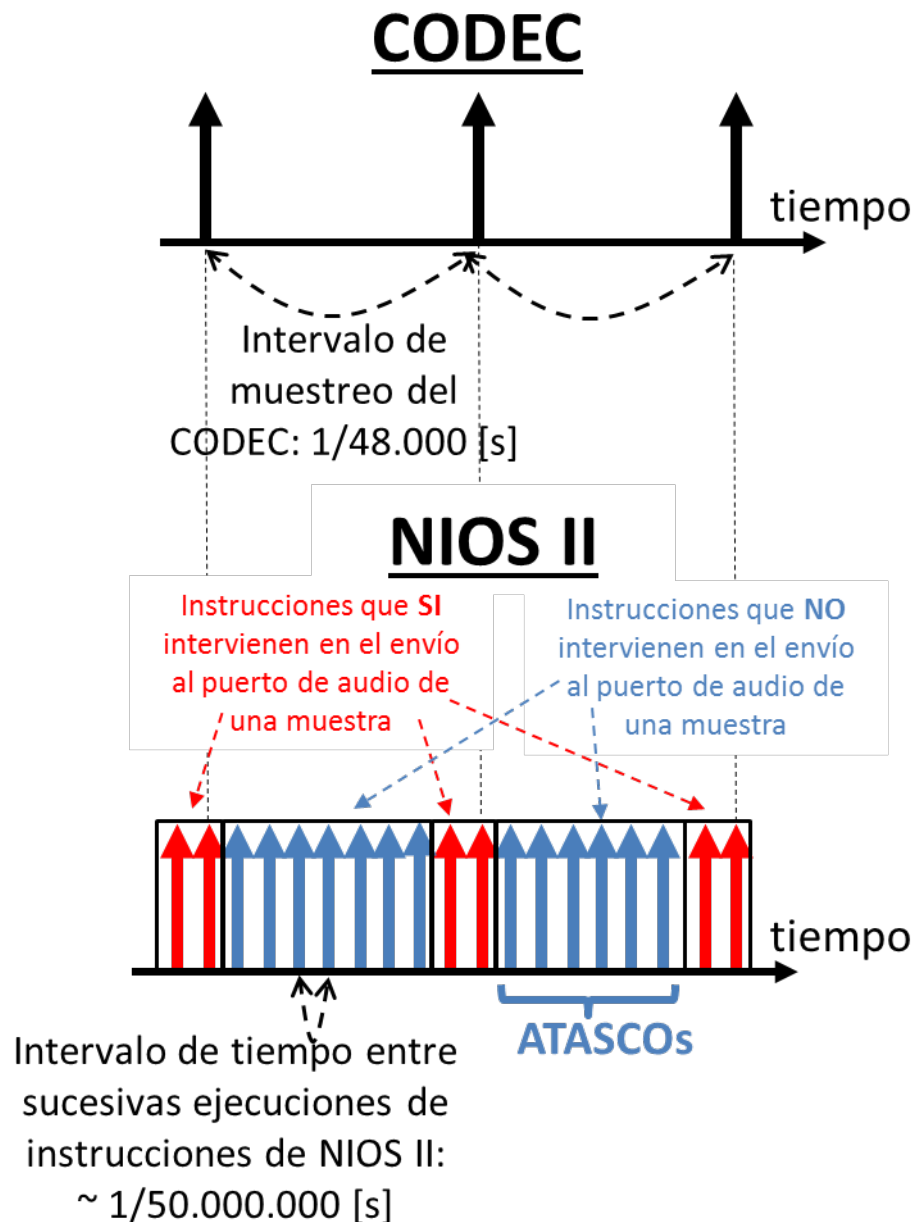 CODEC
tiempo
Intervalo de
muestreo del
CODEC: 1/48.000 [s]
NIOS II
Instrucciones que SI
intervienen en el envío
al puerto de audio de
una muestra
Instrucciones que NO
intervienen en el envío
al puerto de audio de
una muestra
tiempo
ATASCOs
Intervalo de tiempo entre
sucesivas ejecuciones de
instrucciones de NIOS II:
~ 1/50.000.000 [s]